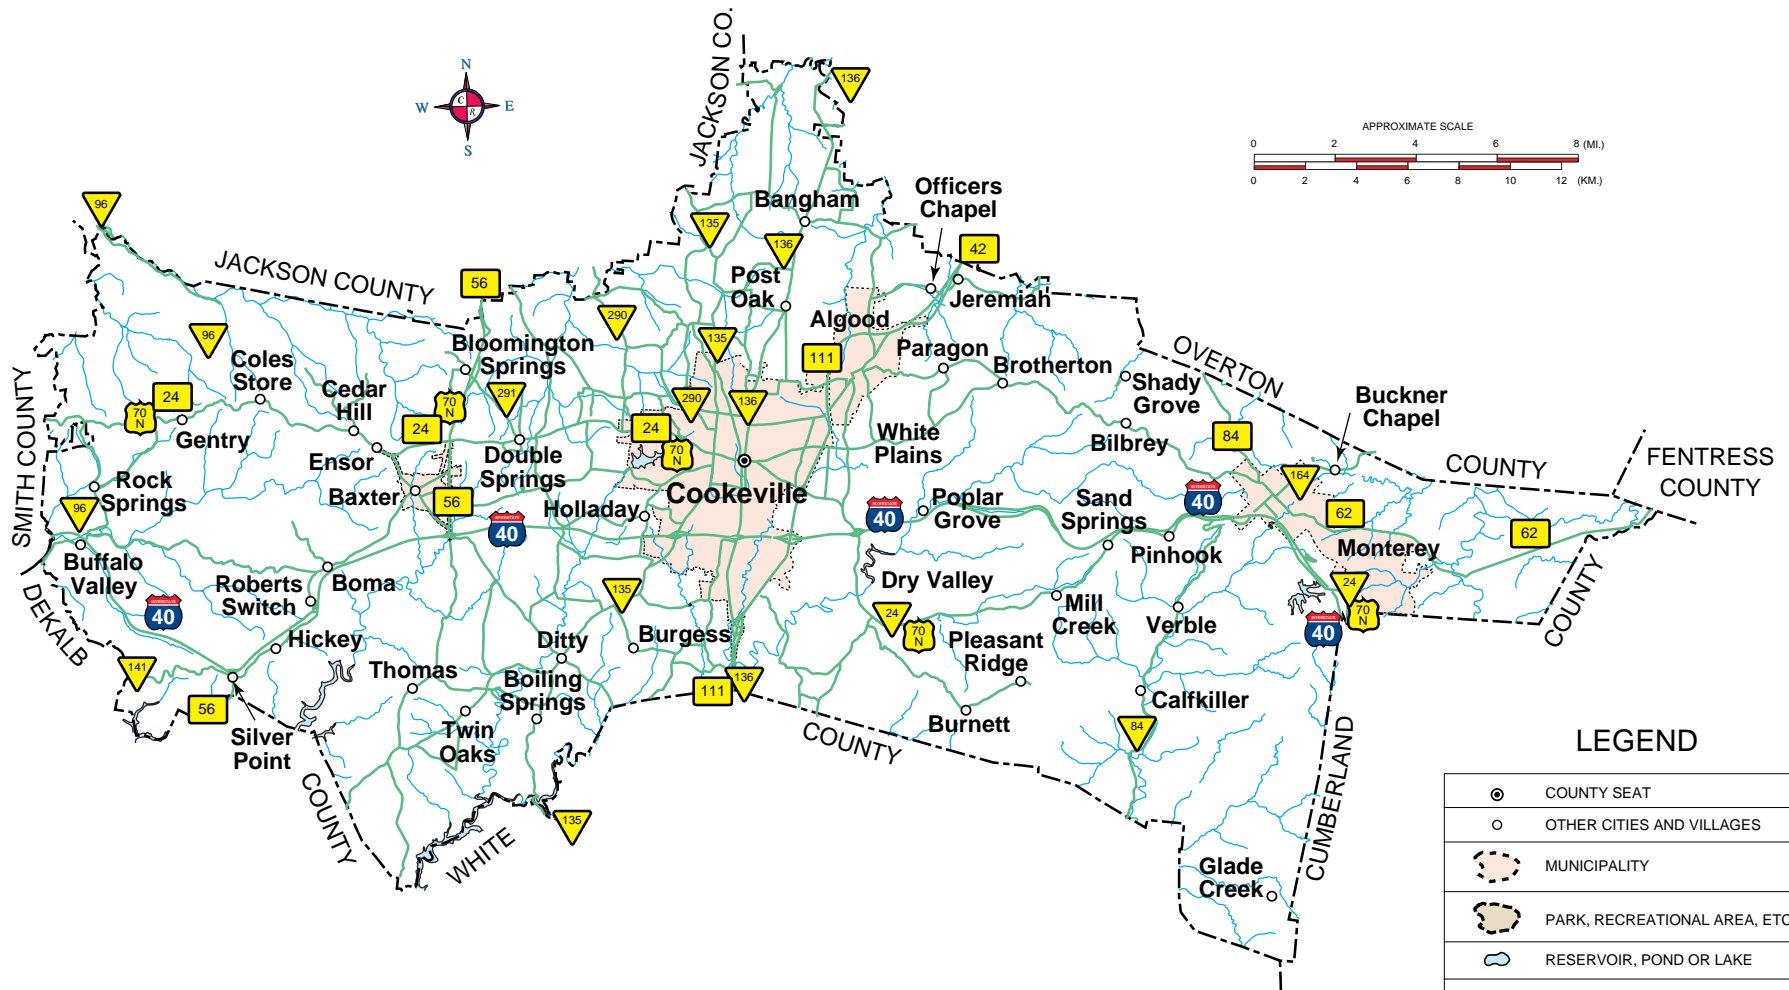 JACKSON CO.
N
W
E
S
C
R
136
APPROXIMATE SCALE
0 2 4 6 8 (MI.)
0 2 4 6 8 10 12 (KM.)
96
Officers
Chapel
Bangham
135
136
42
JACKSON COUNTY
56
Post
Oak
Jeremiah
290
Algood
96
135
111
Bloomington
Springs
Paragon
OVERTON
Coles
Store
Brotherton
Shady
Grove
Buckner
Chapel
SMITH COUNTY
Cedar
Hill
24
70
N
70
N
291
290
136
Gentry
24
24
White
Plains
Bilbrey
84
Ensor
Double
Springs
70
N
COUNTY
FENTRESS
COUNTY
Rock
Springs
Baxter
Cookeville
164
96
56
INTERSTATE
40
Holladay
INTERSTATE
40
Poplar
Grove
Sand
Springs
INTERSTATE
40
62
62
Buffalo
Valley
Pinhook
Monterey
Roberts
Switch
Boma
Dry Valley
DEKALB
INTERSTATE
40
135
24
70
N
Mill
Creek
Verble
24
70
N
INTERSTATE
40
COUNTY
Hickey
Ditty
Burgess
Pleasant
Ridge
141
Thomas
Boiling
Springs
111
136
Calfkiller
56
Silver
Point
Twin
Oaks
COUNTY
Burnett
84
CUMBERLAND
COUNTY
WHITE
135
Glade
Creek
LEGEND
COUNTY SEAT
OTHER CITIES AND VILLAGES
MUNICIPALITY
PARK, RECREATIONAL AREA, ETC
RESERVOIR, POND OR LAKE